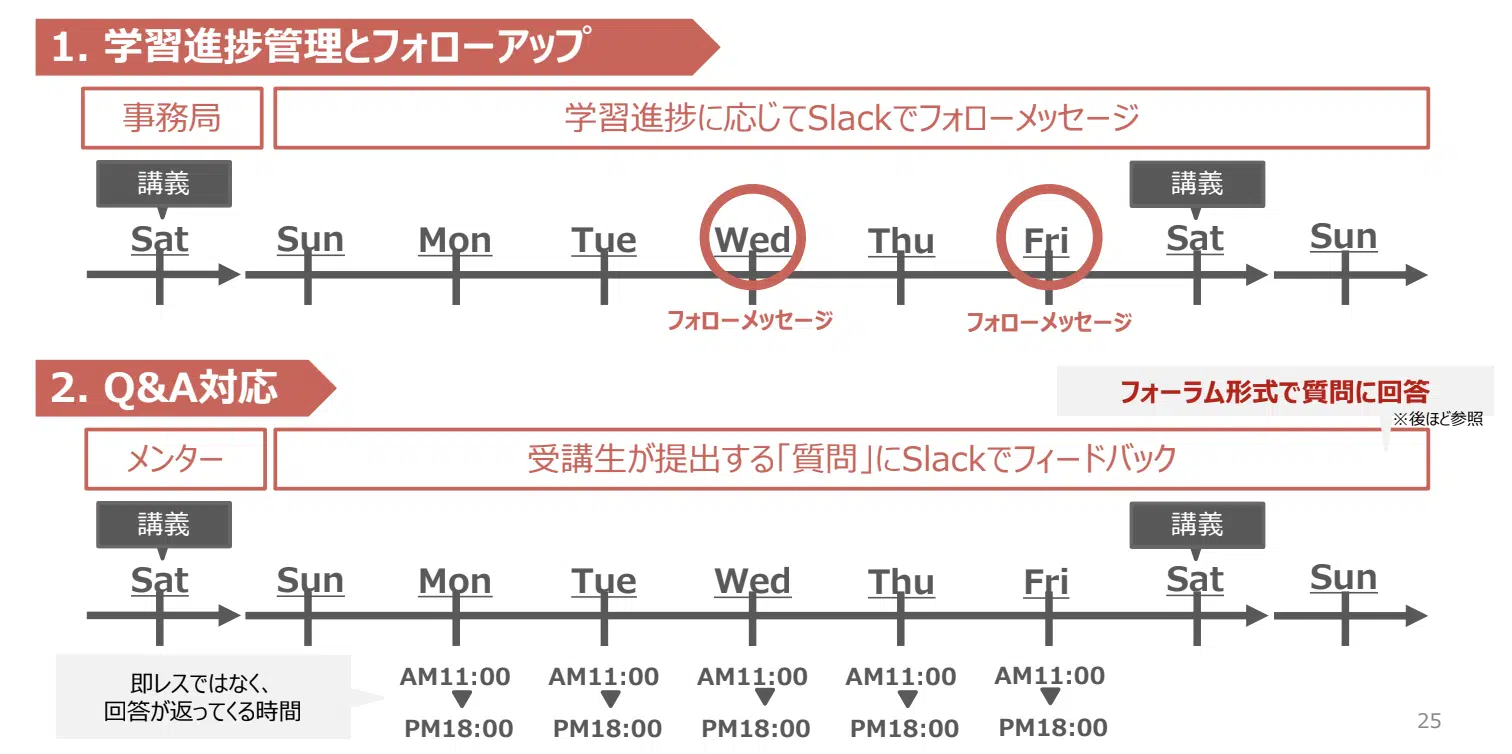 1. 学習進捗管理とフォローアップ
事務局
学習進捗に応じてSlackでフォローメッセージ
講義
講義
Sat
Sun
Mon
Tue
Wed
Thu
Fri
Sat
Sun
フォローメッセージ
フォローメッセージ
2. Q&A対応
フォーラム形式で質問に回答
※後ほど参照
メンター
受講生が提出する「質問」にSlackでフィードバック
講義
講義
Sat
Sun
Mon
Tue
Wed
Thu
Fri
Sat
Sun
即レスではなく、
回答が返ってくる時間
AM11:00
AM11:00
AM11:00
AM11:00
AM11:00
PM18:00
PM18:00
PM18:00
PM18:00
PM18:00
25